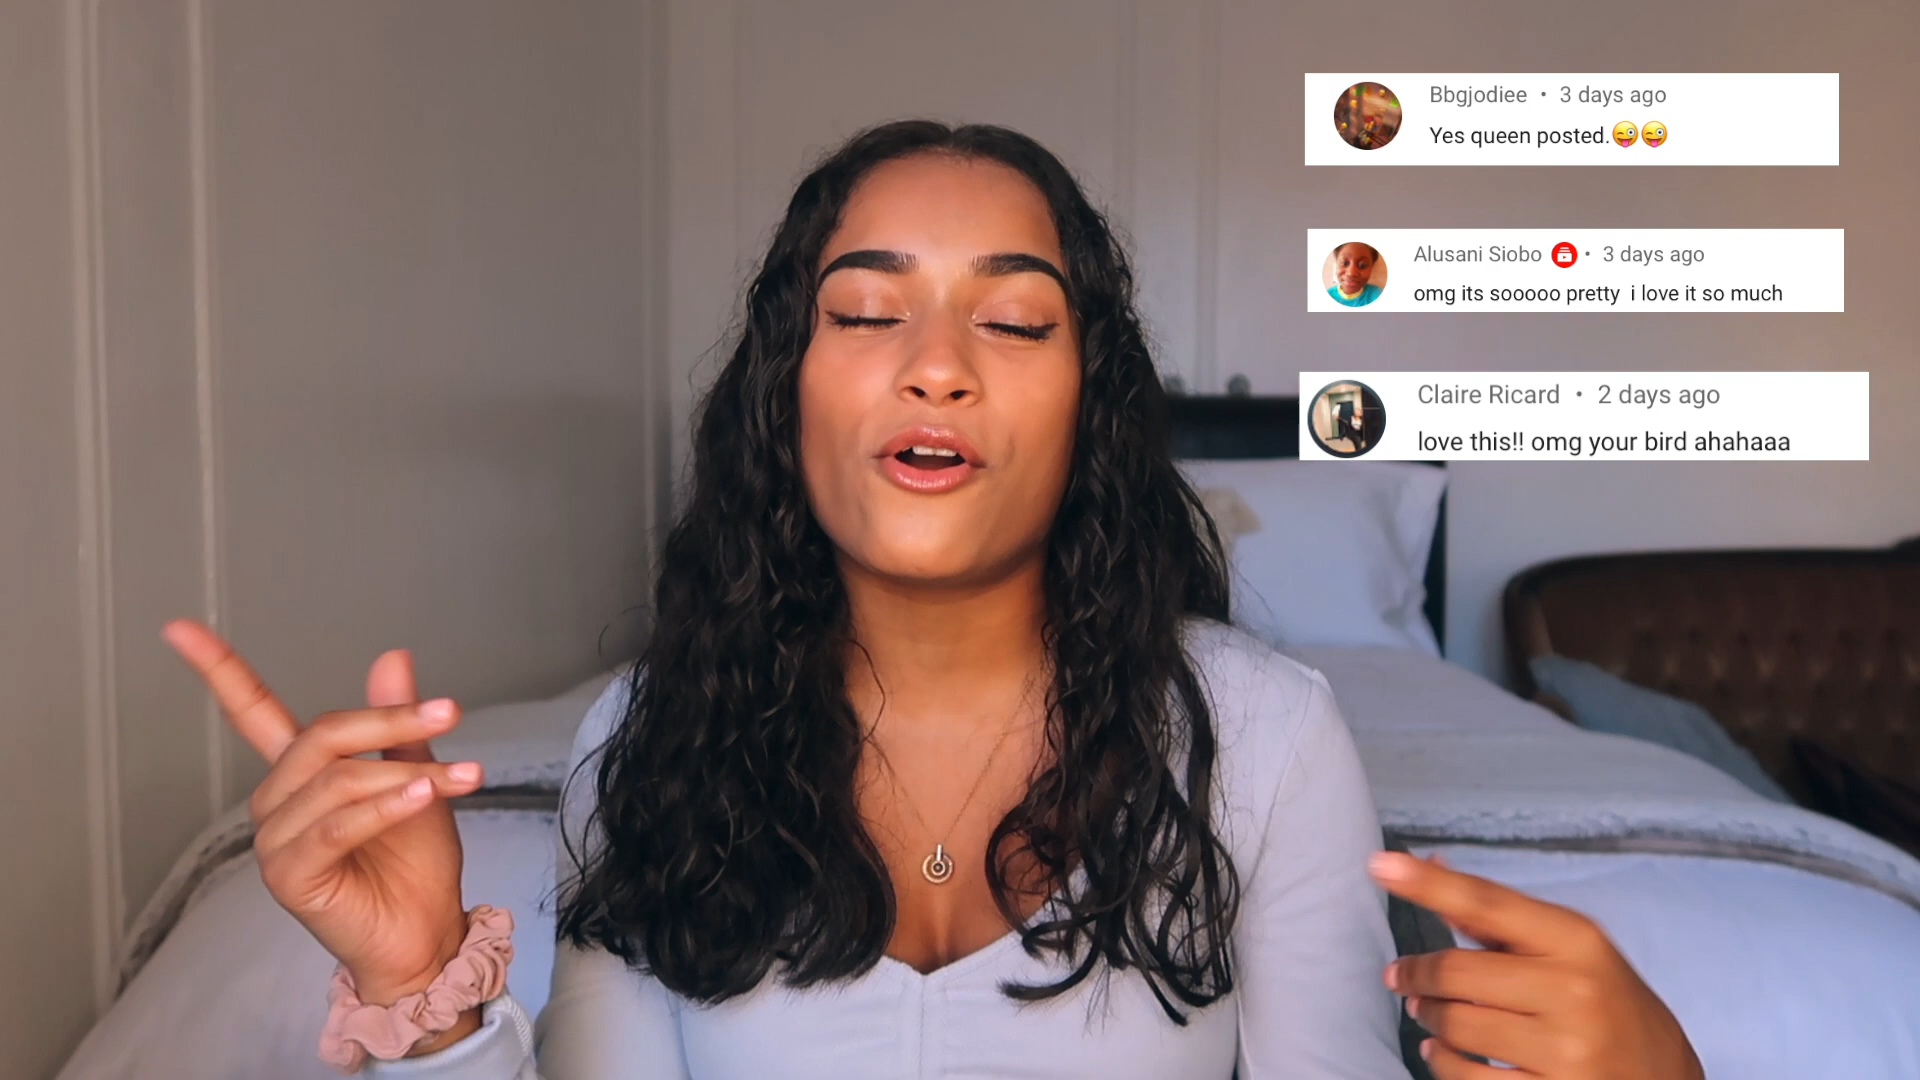 Bbgjodiee • 3 days ago
Yes queen posted.😜😜
Alusani Siobo • 3 days ago
omg its sooooo pretty i love it so much
Claire Ricard • 2 days ago
love this!! omg your bird ahahaaa